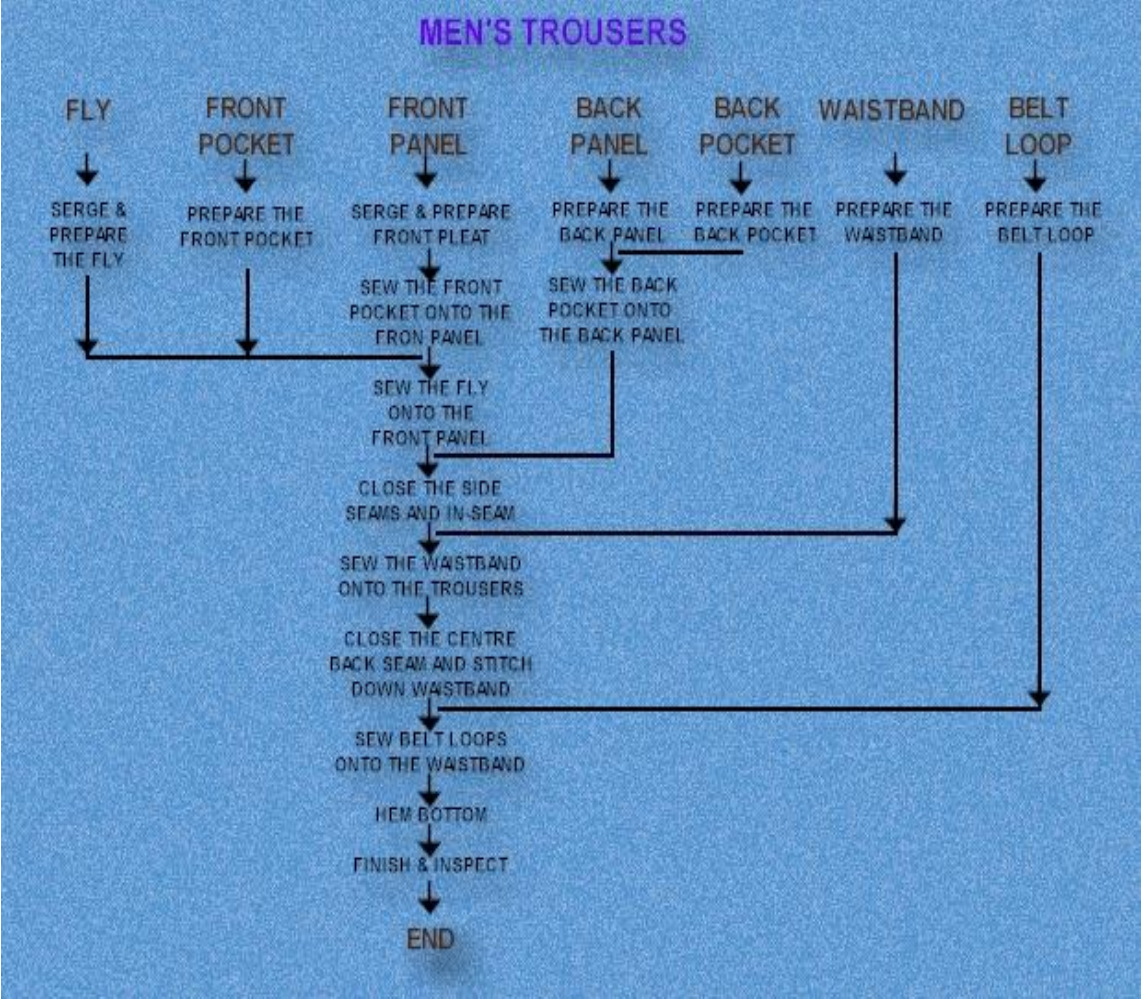 MEN'S TROUSERS
FLY
FRONT
POCKET
FRONT
PANEL
BACK
PANEL
BACK
POCKET
WAISTBAND
BELT
LOOP
SERGE &
PREPARE
THE FLY
PREPARE THE
FRONT POCKET
SERGE & PREPARE
FRONT PLEAT
PREPARE THE
BACK PANEL
PREPARE THE
BACK POCKET
PREPARE THE
WAISTBAND
PREPARE THE
BELT LOOP
SEW THE FRONT
POCKET ONTO THE
FRON PANEL
SEW THE BACK
POCKET ONTO
THE BACK PANEL
SEW THE FLY
ONTO THE
FRONT PANEL
CLOSE THE SIDE
SEAMS AND IN-SEAM
SEW THE WAISTBAND
ONTO THE TROUSERS
CLOSE THE CENTRE
BACK SEAM AND STITCH
DOWN WAISTBAND
SEW BELT LOOPS
ONTO THE WAISTBAND
HEM BOTTOM
FINISH & INSPECT
END